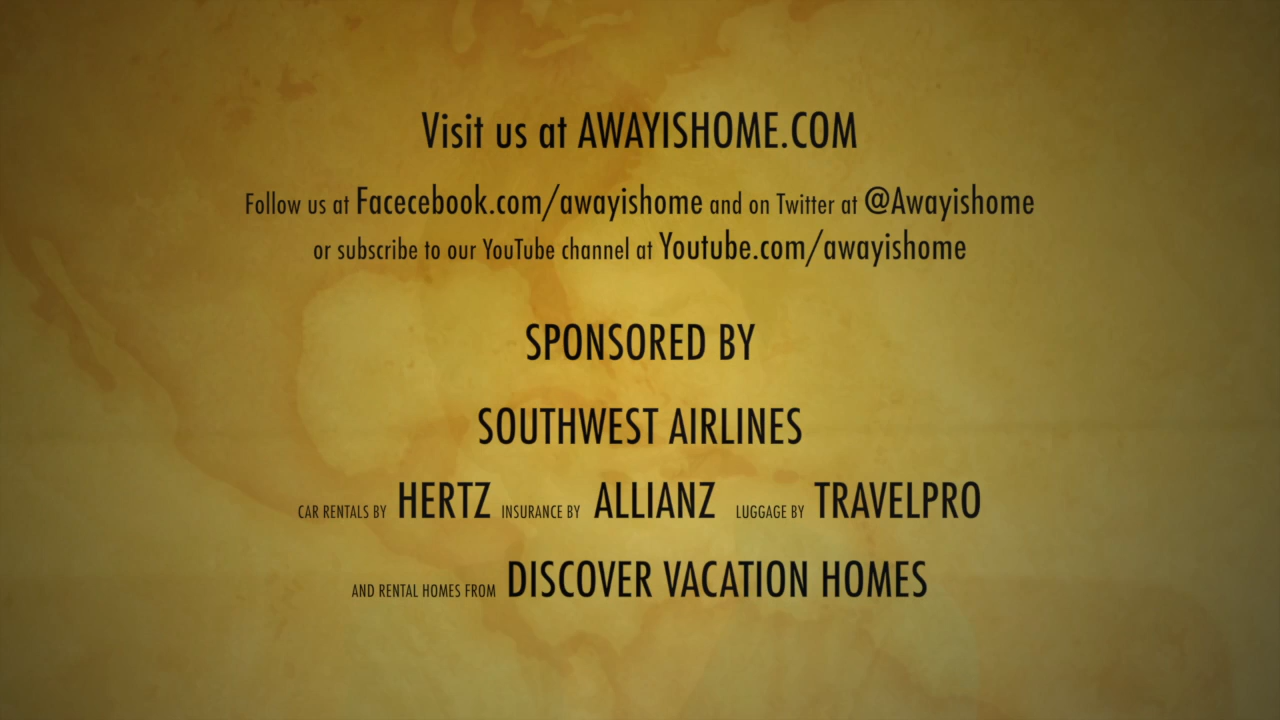 Visit us at AWAYISHOME.COM
Follow us at Facecebook.com/awayishome and on Twitter at @Awayishome
or subscribe to our YouTube channel at Youtube.com/awayishome
SPONSORED BY
SOUTHWEST AIRLINES
CAR RENTALS BY HERTZ INSURANCE BY ALLIANZ LUGGAGE BY TRAVELPRO
AND RENTAL HOMES FROM DISCOVER VACATION HOMES